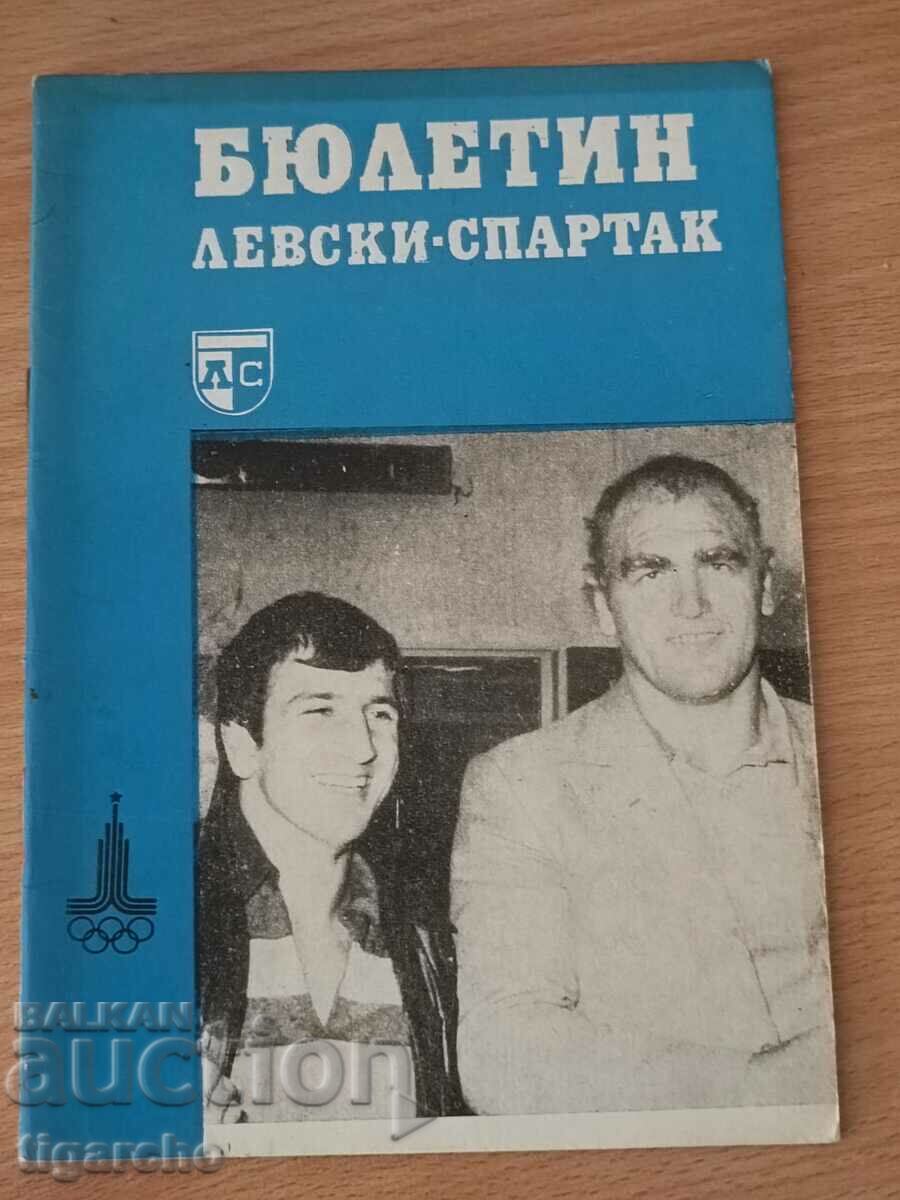 БЮЛЕТИН
ЛЕВСКИ-СПАРТАК
ЛС
BALKAN
auction
tigarcho